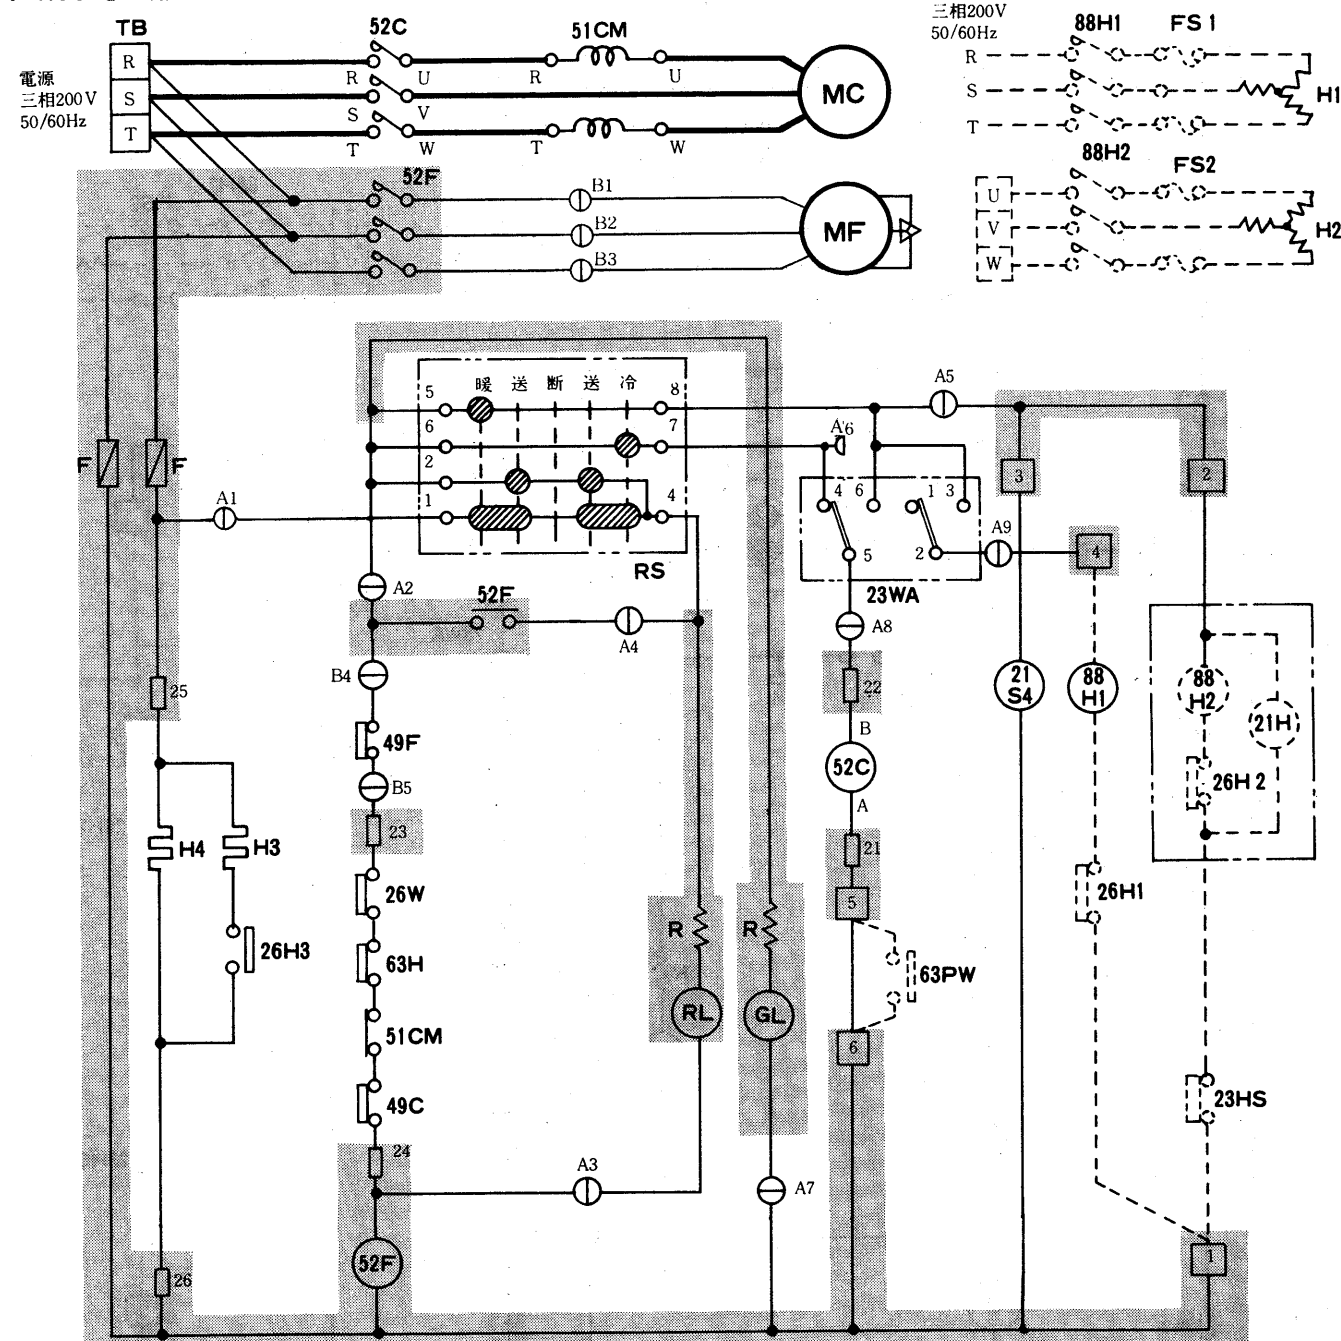 三相200V
50/60Hz
88H1
FS1
TB
52C
51CM
電源
三相200V
50/60Hz
R
S
T
R
S
T
U
V
W
R
T
U
W
MC
R
S
T
H1
88H2
FS2
U
V
W
H2
52F
B1
B2
B3
MF
暖 送 断 送 冷
5
6
2
1
8
7
4
RS
F
F
A1
A2
A5
A6
3
2
4
6
1
3
5
2
A9
4
23WA
52F
A4
A8
B4
25
22
21
S4
88
H1
88
H2
21H
49F
B
52C
A
26H2
B5
23
21
H4
H3
26W
5
26H1
26H3
63H
R
R
63PW
RL
GL
51CM
6
49C
23HS
24
A3
A7
52F
26
1